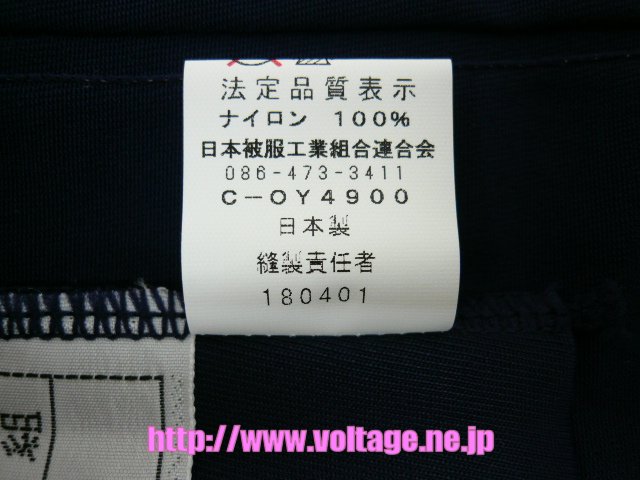 法定品質表示
ナイロン 100%
日本被服工業組合連合会
086-473-3411
C-OY4900
日本製
縫製責任者
180401
http://www.voltage.ne.jp